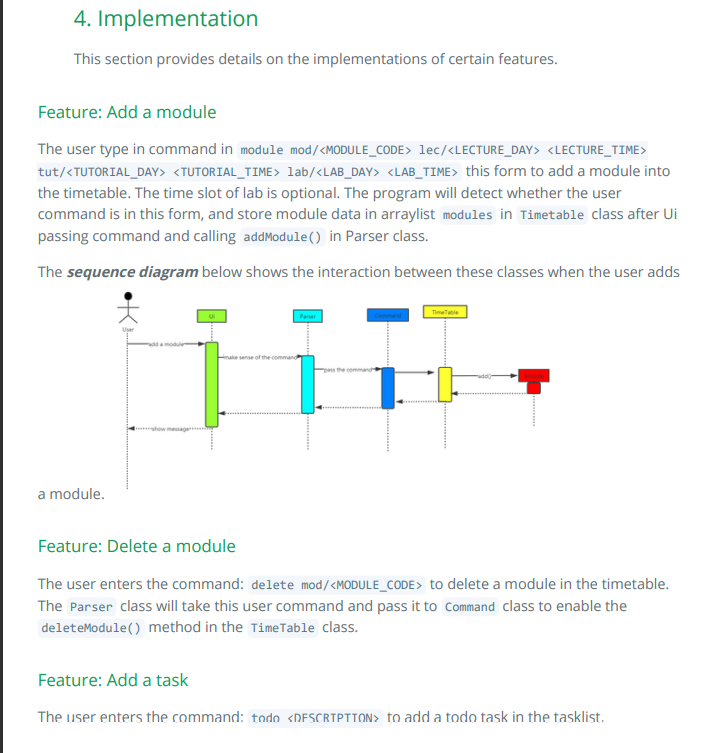 4. Implementation
This section provides details on the implementations of certain features.
Feature: Add a module
The user type in command in module mod/<MODULE_CODE> lec/<LECTURE_DAY> <LECTURE_TIME>
tut/<TUTORIAL_DAY> <TUTORIAL_TIME> lab/<LAB_DAY> <LAB_TIME> this form to add a module into
the timetable. The time slot of lab is optional. The program will detect whether the user
command is in this form, and store module data in arraylist modules in Timetable class after Ui
passing command and calling addModule() in Parser class.
The sequence diagram below shows the interaction between these classes when the user adds
User
UI
Parser
Command
TimeTable
add a module
make sense of the command
pass the command
add()
show message
a module.
Feature: Delete a module
The user enters the command: delete mod/<MODULE_CODE> to delete a module in the timetable.
The Parser class will take this user command and pass it to Command class to enable the
deleteModule() method in the TimeTable class.
Feature: Add a task
The user enters the command: todo <DESCRIPTION> to add a todo task in the tasklist.